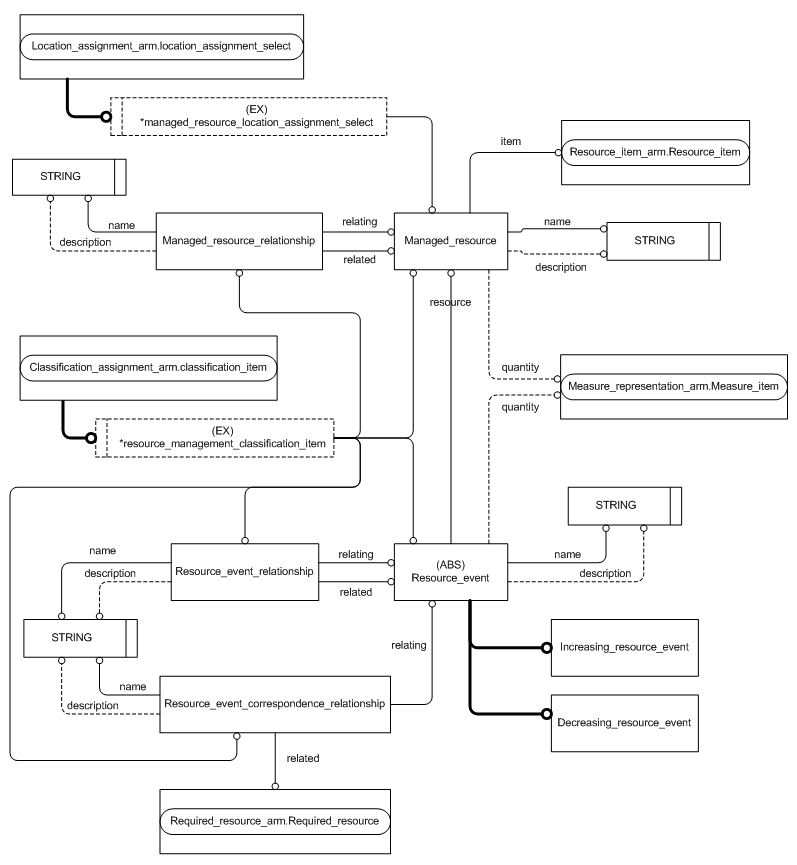 Location_assignment_arm.location_assignment_select
(EX)
*managed_resource_location_assignment_select
item
Resource_item_arm.Resource_item
STRING
name
description
Managed_resource_relationship
relating
related
Managed_resource
name
description
STRING
resource
Classification_assignment_arm.classification_item
quantity
Measure_representation_arm.Measure_item
quantity
(EX)
*resource_management_classification_item
STRING
name
description
name
description
Resource_event_relationship
relating
related
(ABS)
Resource_event
STRING
relating
Increasing_resource_event
name
description
Resource_event_correspondence_relationship
Decreasing_resource_event
related
Required_resource_arm.Required_resource